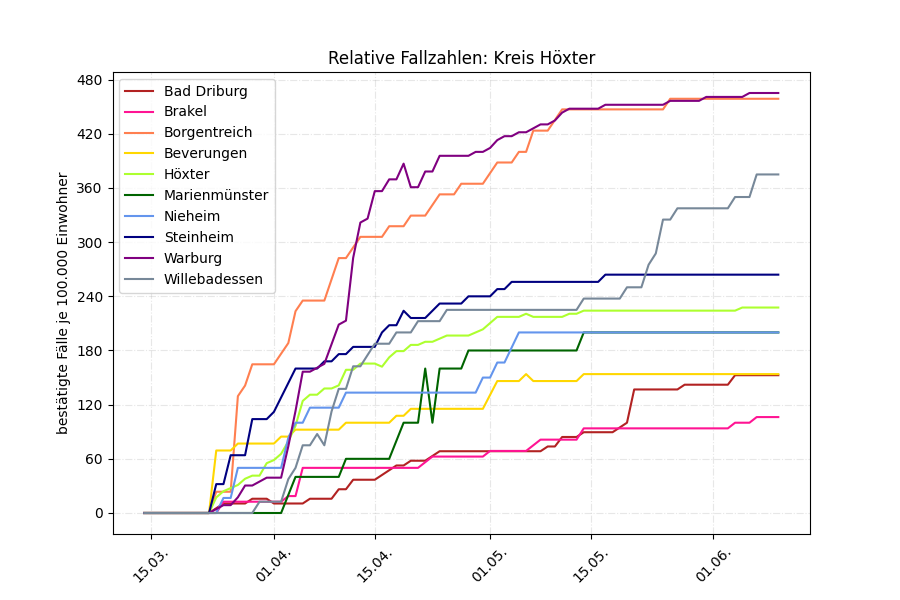 Relative Fallzahlen: Kreis Höxter
bestätigte Fälle je 100.000 Einwohner
480
420
360
300
240
180
120
60
0
Bad Driburg
Brakel
Borgentreich
Beverungen
Höxter
Marienmünster
Nieheim
Steinheim
Warburg
Willebadessen
15.03.
01.04.
15.04.
01.05.
15.05.
01.06.